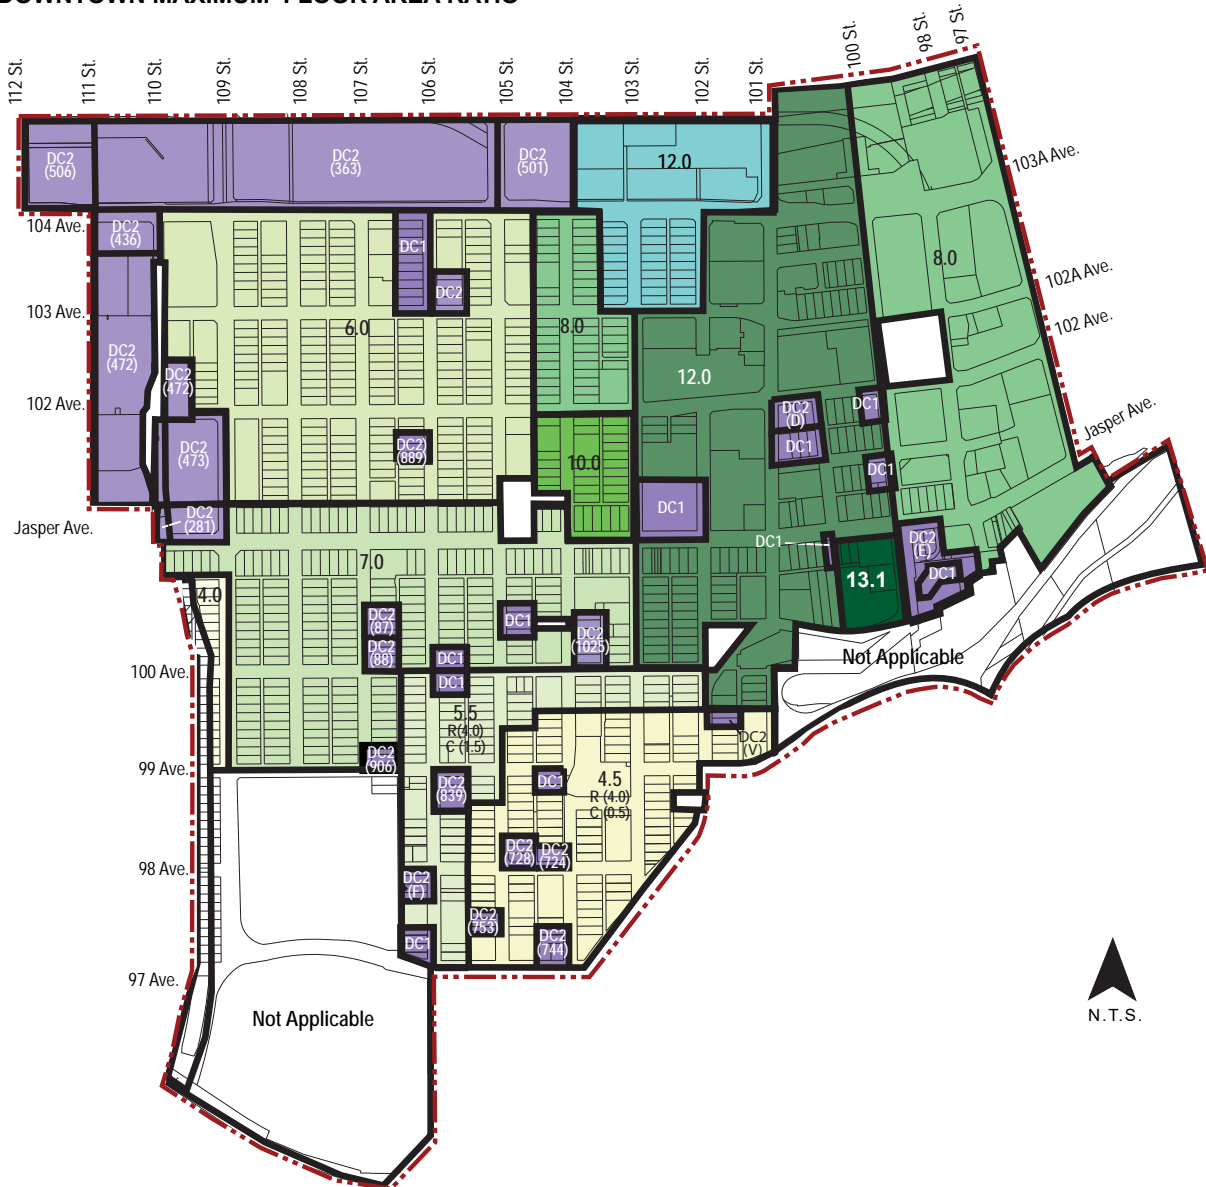 DOWNTOWN MAXIMUM FLOOR AREA RATIO
112 St.
111 St.
110 St.
109 St.
108 St.
107 St.
106 St.
105 St.
104 St.
103 St.
102 St.
101 St.
100 St.
98 St.
97 St.
103A Ave.
102A Ave.
102 Ave.
Jasper Ave.
104 Ave.
103 Ave.
102 Ave.
Jasper Ave.
100 Ave.
99 Ave.
98 Ave.
97 Ave.
DC2
(506)
DC2
(363)
DC2
(501)
12.0
DC2
(436)
DC1
DC2
8.0
6.0
8.0
DC2
(472)
DC2
(472)
12.0
DC2
(D)
DC1
DC1
DC2
(473)
DC2)
(889)
10.0
DC1
DC1
DC2
(281)
DC1
DC2
(E)
DC1
7.0
13.1
4.0
DC2
(87)
DC2
(88)
DC1
DC2
(1025)
DC1
DC1
Not Applicable
5.5
R(4.0)
C (1.5)
DC2
(V)
DC2
(906)
DC2
(839)
DC1
4.5
R (4.0)
C (0.5)
DC2
(728)
DC2
(724)
DC2
(F)
DC2
(753)
DC1
DC2
(744)
Not Applicable
N.T.S.